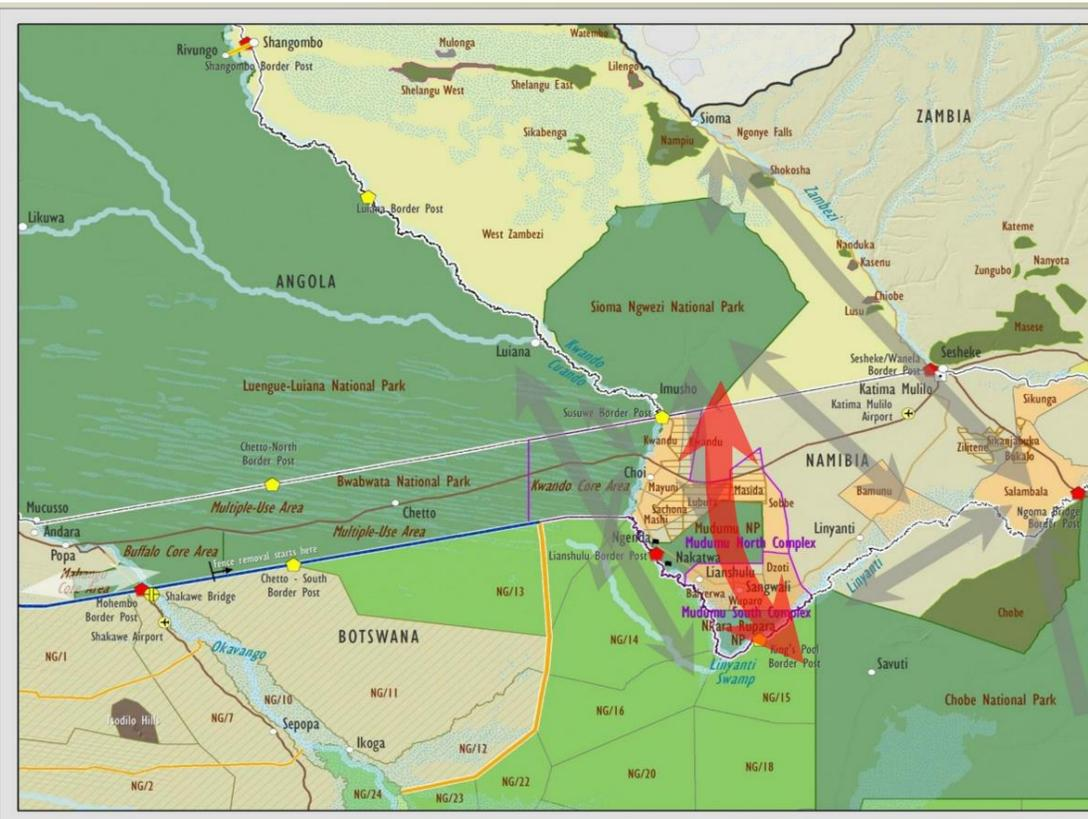 Rivungo
Shangombo
Shangombo Border Post
Mulonga
Watembo
Shelangu West
Shelangu East
Lilengo
Sioma
Ngonye Falls
ZAMBIA
Sikabenga
Nampiu
Shokosha
Zambezi
Likuwa
Luiana Border Post
West Zambezi
Kateme
Nanduka
Kasenu
Zungubo
Nanyota
ANGOLA
Sioma Ngwezi National Park
Chiobe
Lusu
Masese
Luiana
Kwando
Cuando
Sesheke/Wanela
Border Post
Sesheke
Luengue-Luiana National Park
Imusho
Katima Mulilo
Susuwe Border Post
Katima Mulilo
Airport
Sikunga
Chetto-North
Border Post
Kwandu
Kwandu
Zilitene
Sikanjabuka
Bukalo
Bwabwata National Park
Kwando Core Area
Choi
NAMIBIA
Mayuni
Masida
Sobbe
Bamunu
Salambala
Mucusso
Multiple-Use Area
Chetto
Lubuta
Sachona
Mashi
Ngoma Bridge
Border Post
Andara
Multiple-Use Area
Mudumu NP
Linyanti
Popa
Buffalo Core Area
fence removal starts here
Ngenda
Mudumu North Complex
Lianshulu Border Post
Nakatwa
Mahango
Core Area
Chetto - South
Border Post
Lianshulu
Dzoti
Linyanti
Mohembo
Border Post
Shakawe Bridge
NG/13
Balyerwa
Sangwali
Wuparo
Mudumu South Complex
Chobe
Shakawe Airport
BOTSWANA
NG/14
Nkara Rupara
NP
King's Pool
Border Post
NG/1
Okavango
Linyanti
Swamp
Savuti
NG/10
NG/11
NG/15
Chobe National Park
Tsodilo Hills
NG/7
Sepopa
NG/16
Ikoga
NG/12
NG/2
NG/22
NG/20
NG/18
NG/24
NG/23